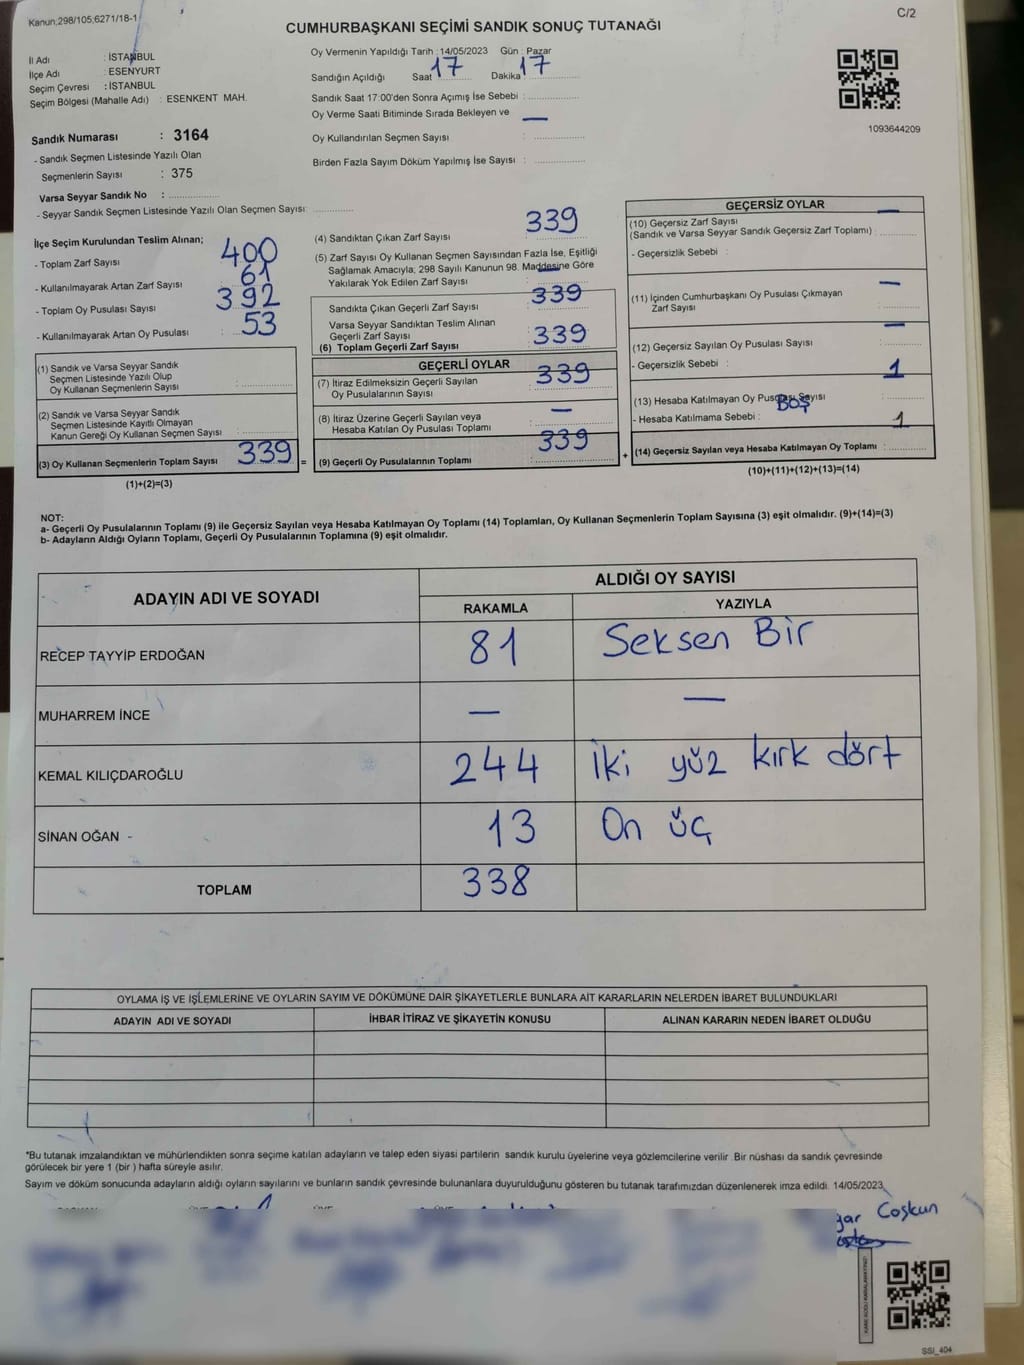 Kanun;298/105,6271/18-1
C/2
CUMHURBAŞKANI SEÇİMİ SANDIK SONUÇ TUTANAĞI
İl Adı : İSTANBUL
İlçe Adı : ESENYURT
Seçim Çevresi : İSTANBUL
Seçim Bölgesi (Mahalle Adı) : ESENKENT MAH.
Oy Vermenin Yapıldığı Tarih : 14/05/2023 Gün : Pazar
Sandığın Açıldığı Saat 17 Dakika 17
Sandık Saat 17:00'den Sonra Açımış İse Sebebi :
Oy Verme Saati Bitiminde Sırada Bekleyen ve —
Oy Kullandırılan Seçmen Sayısı :
Birden Fazla Sayım Döküm Yapılmış İse Sayısı :
1093644209
Sandık Numarası : 3164
- Sandık Seçmen Listesinde Yazılı Olan
Seçmenlerin Sayısı : 375
Varsa Seyyar Sandık No :
- Seyyar Sandık Seçmen Listesinde Yazılı Olan Seçmen Sayısı:
İlçe Seçim Kurulundan Teslim Alınan;
- Toplam Zarf Sayısı : 400
- Kullanılmayarak Artan Zarf Sayısı : 61
- Toplam Oy Pusulası Sayısı : 392
- Kullanılmayarak Artan Oy Pusulası : 53
(1) Sandık ve Varsa Seyyar Sandık
Seçmen Listesinde Yazılı Olup
Oy Kullanan Seçmenlerin Sayısı :
(2) Sandık ve Varsa Seyyar Sandık
Seçmen Listesinde Kayıtlı Olmayan
Kanun Gereği Oy Kullanan Seçmen Sayısı :
(3) Oy Kullanan Seçmenlerin Toplam Sayısı 339 =
(1)+(2)=(3)
(4) Sandıktan Çıkan Zarf Sayısı : 339
(5) Zarf Sayısı Oy Kullanan Seçmen Sayısından Fazla İse, Eşitliği
Sağlamak Amacıyla; 298 Sayılı Kanunun 98. Maddesine Göre
Yakılarak Yok Edilen Zarf Sayısı : —
Sandıkta Çıkan Geçerli Zarf Sayısı : 339
Varsa Seyyar Sandıktan Teslim Alınan
Geçerli Zarf Sayısı :
(6) Toplam Geçerli Zarf Sayısı : 339
GEÇERLİ OYLAR
(7) İtiraz Edilmeksizin Geçerli Sayılan
Oy Pusulasının Sayısı : 339
(8) İtiraz Üzerine Geçerli Sayılan veya
Hesaba Katılan Oy Pusulası Toplamı : —
(9) Geçerli Oy Pusulalarının Toplamı : 339 +
GEÇERSİZ OYLAR
(10) Geçersiz Zarf Sayısı —
(Sandık ve Varsa Seyyar Sandık Geçersiz Zarf Toplamı) :
- Geçersizlik Sebebi :
(11) İçinden Cumhurbaşkanı Oy Pusulası Çıkmayan —
Zarf Sayısı :
(12) Geçersiz Sayılan Oy Pusulası Sayısı : —
- Geçersizlik Sebebi :
(13) Hesaba Katılmayan Oy Pusulası Sayısı 1
- Hesaba Katılmama Sebebi : BOŞ
(14) Geçersiz Sayılan veya Hesaba Katılmayan Oy Toplamı : 1
(10)+(11)+(12)+(13)=(14)
NOT:
a- Geçerli Oy Pusulalarının Toplamı (9) ile Geçersiz Sayılan veya Hesaba Katılmayan Oy Toplamı (14) Toplamları, Oy Kullanan Seçmenlerin Toplam Sayısına (3) eşit olmalıdır. (9)+(14)=(3)
b- Adayların Aldığı Oyların Toplamı, Geçerli Oy Pusulalarının Toplamına (9) eşit olmalıdır.
ADAYIN ADI VE SOYADI
ALDIĞI OY SAYISI
RAKAMLA YAZIYLA
RECEP TAYYİP ERDOĞAN 81 Seksen Bir
MUHARREM İNCE — —
KEMAL KILIÇDAROĞLU 244 İki yüz kırk dört
SİNAN OĞAN - 13 On üç
TOPLAM 338
OYLAMA İŞ VE İŞLEMLERİNE VE OYLARIN SAYIM VE DÖKÜMÜNE DAİR ŞİKAYETLERLE BUNLARA AİT KARARLARIN NELERDEN İBARET BULUNDUKLARI
ADAYIN ADI VE SOYADI İHBAR İTİRAZ VE ŞİKAYETİN KONUSU ALINAN KARARIN NEDEN İBARET OLDUĞU
*Bu tutanak imzalandıktan ve mühürlendikten sonra seçime katılan adayların ve talep eden siyasi partilerin sandık kurulu üyelerine veya gözlemcilerine verilir .Bir nüshası da sandık çevresinde
görülecek bir yere 1 (bir ) hafta süreyle asılır.
Sayım ve döküm sonucunda adayların aldığı oyların sayılarını ve bunların sandık çevresinde bulunanlara duyurulduğunu gösteren bu tutanak tarafımızdan düzenlenerek imza edildi. 14/05/2023
Coşkun
SSI_404